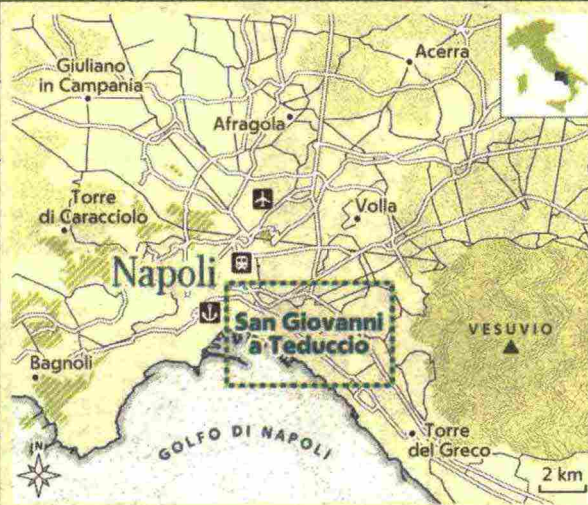 Acerra
Giuliano
in Campania
Afragola
Torre
di Caracciolo
Volla
Napoli
San Giovanni
a Teduccio
VESUVIO
Bagnoli
GOLFO DI NAPOLI
Torre
del Greco
N
2 km